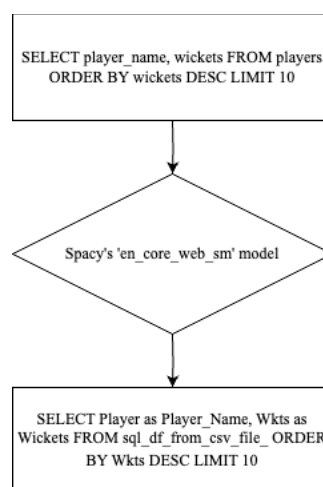 SELECT player_name, wickets FROM players
ORDER BY wickets DESC LIMIT 10
Spacy's 'en_core_web_sm' model
SELECT Player as Player_Name, Wkts as
Wickets FROM sql_df_from_csv_file_ ORDER
BY Wkts DESC LIMIT 10